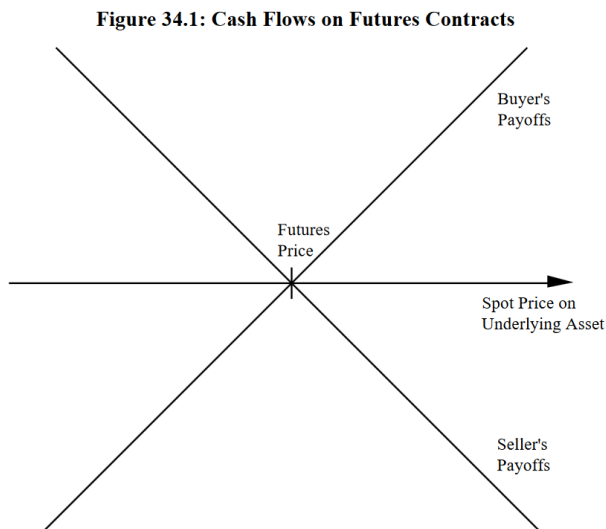 Figure 34.1: Cash Flows on Futures Contracts
Buyer's
Payoffs
Futures
Price
Spot Price on
Underlying Asset
Seller's
Payoffs